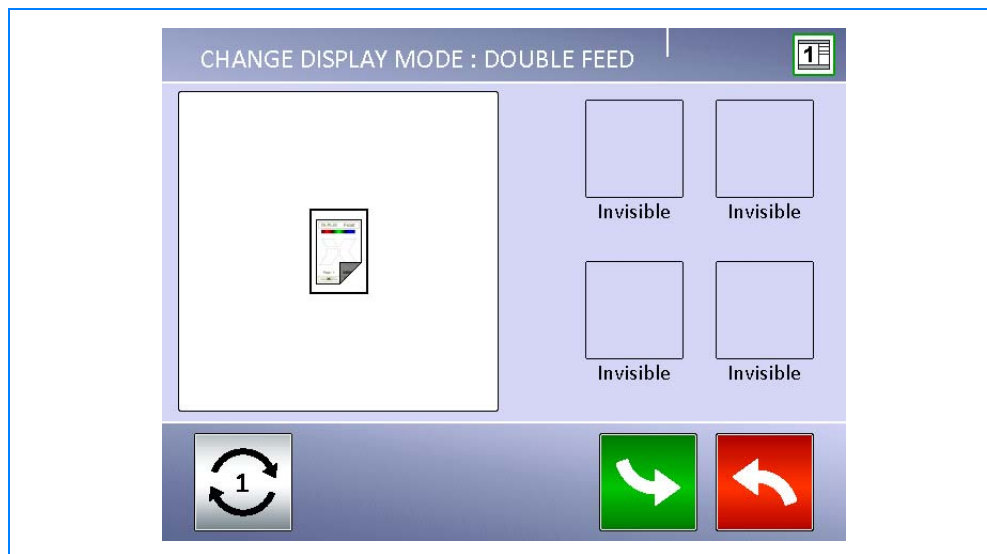 CHANGE DISPLAY MODE : DOUBLE FEED
1
Invisible
Invisible
Invisible
Invisible
1